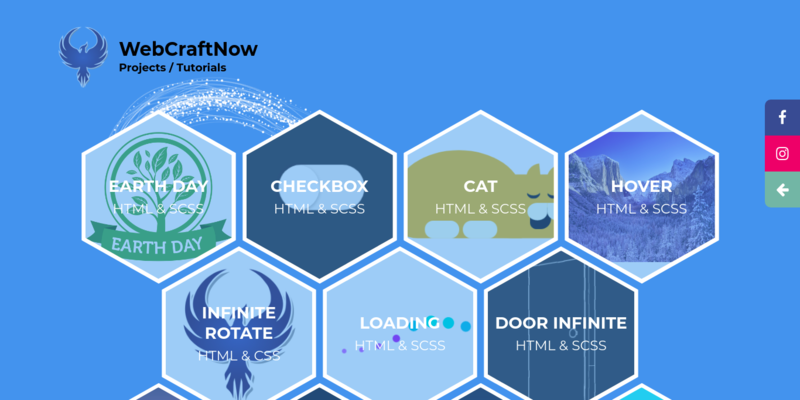 WebCraftNow
Projects / Tutorials
EARTH DAY
HTML & SCSS
EARTH DAY
CHECKBOX
HTML & SCSS
CAT
HTML & SCSS
HOVER
HTML & SCSS
INFINITE
ROTATE
HTML & CSS
LOADING
HTML & SCSS
DOOR INFINITE
HTML & SCSS